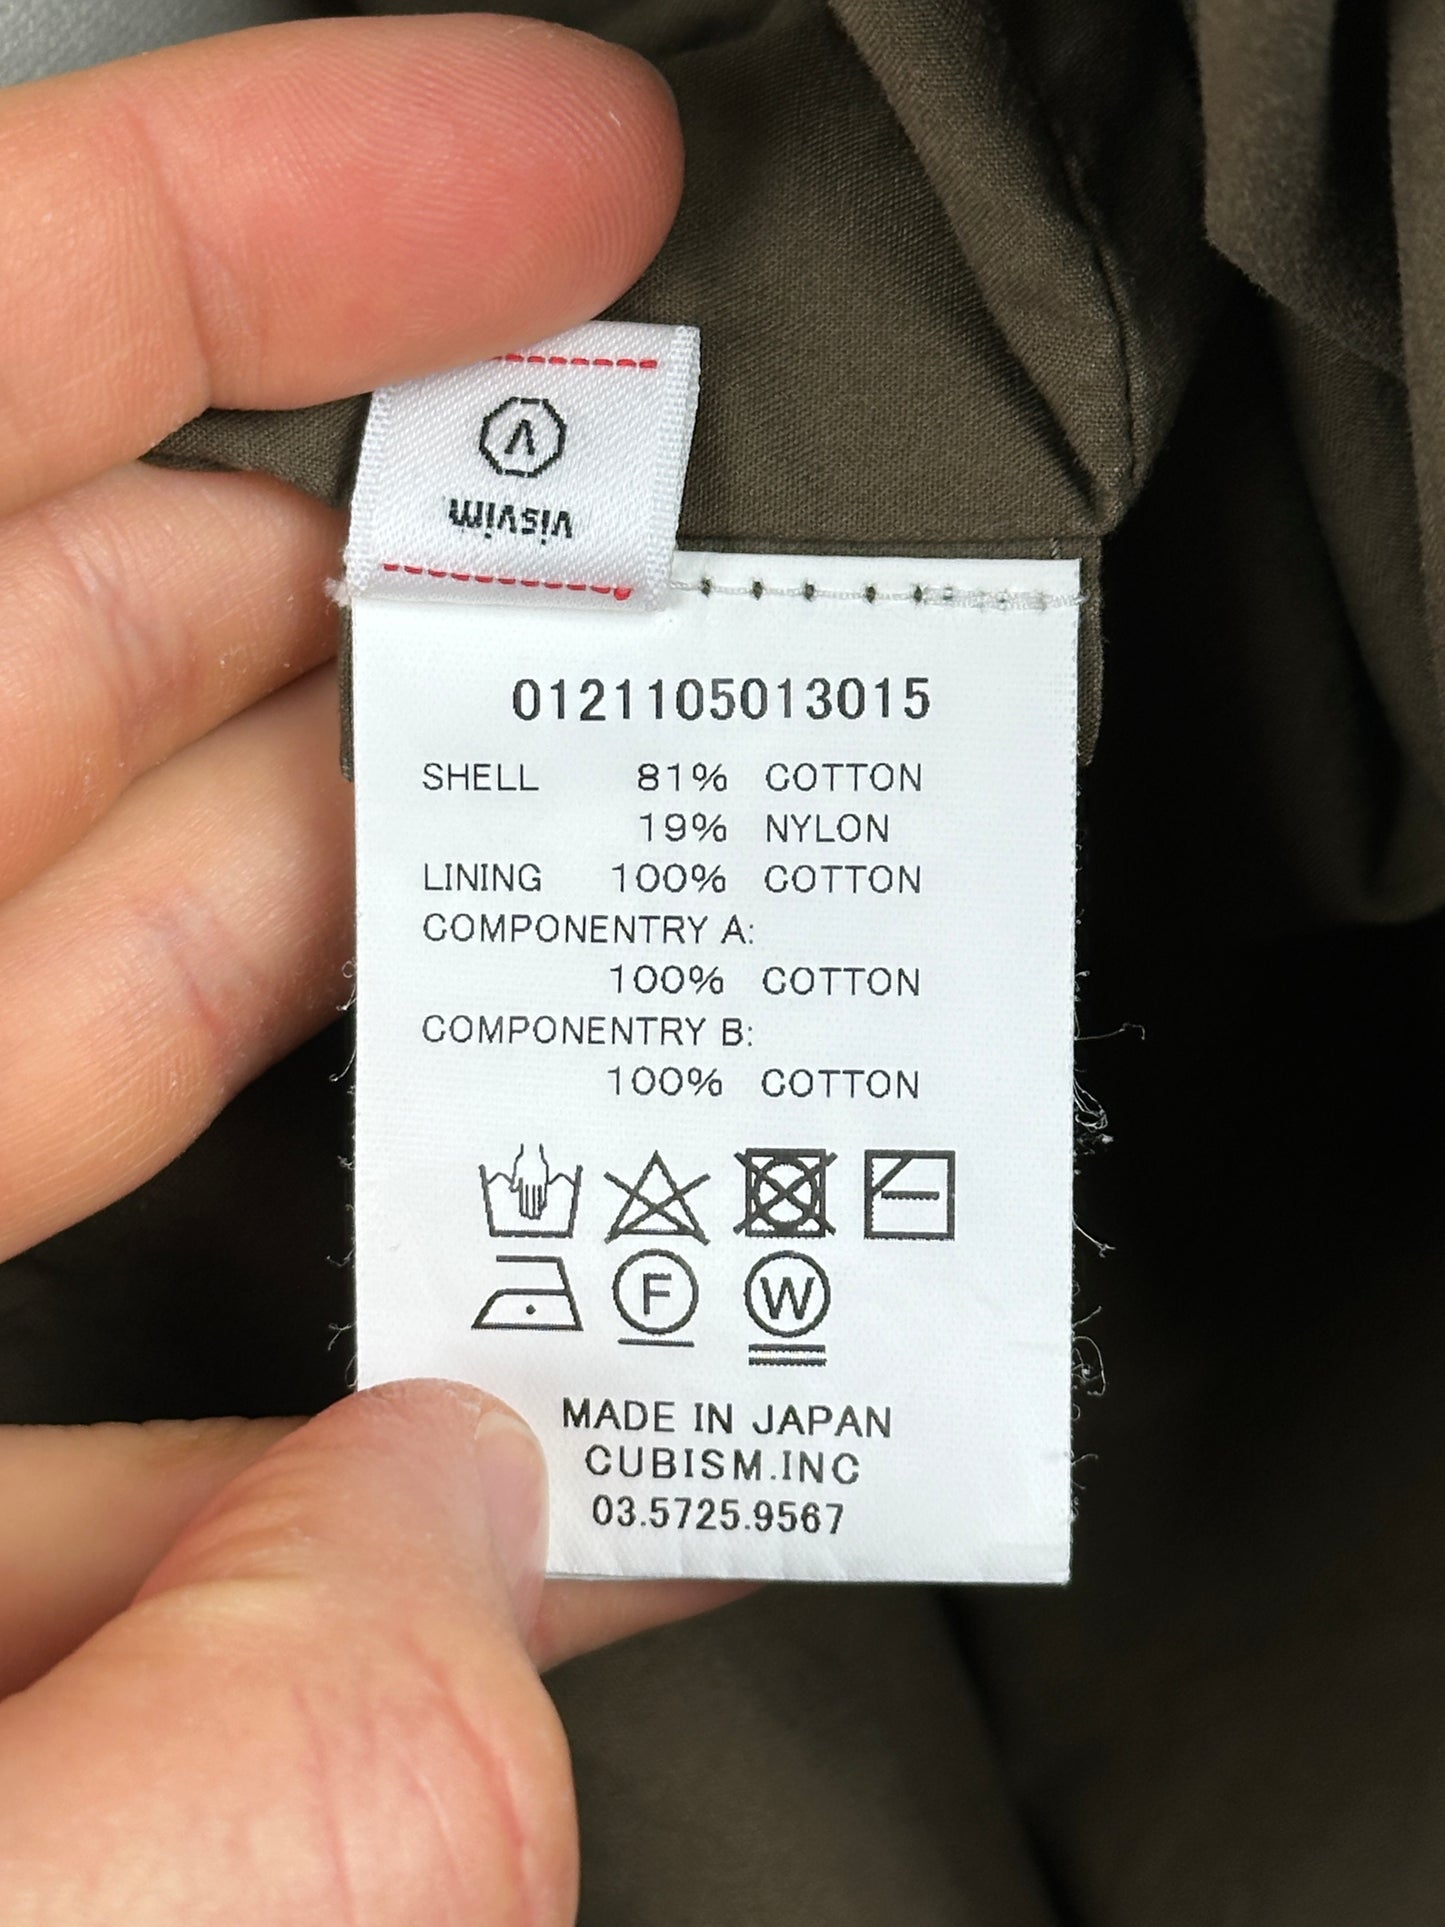 V
visvim
0121105013015
SHELL 81% COTTON
19% NYLON
LINING 100% COTTON
COMPONENTRY A:
100% COTTON
COMPONENTRY B:
100% COTTON
F W
MADE IN JAPAN
CUBISM.INC
03.5725.9567